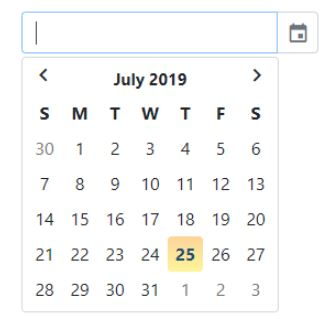 July 2019
S M T W T F S
30 1 2 3 4 5 6
7 8 9 10 11 12 13
14 15 16 17 18 19 20
21 22 23 24 25 26 27
28 29 30 31 1 2 3